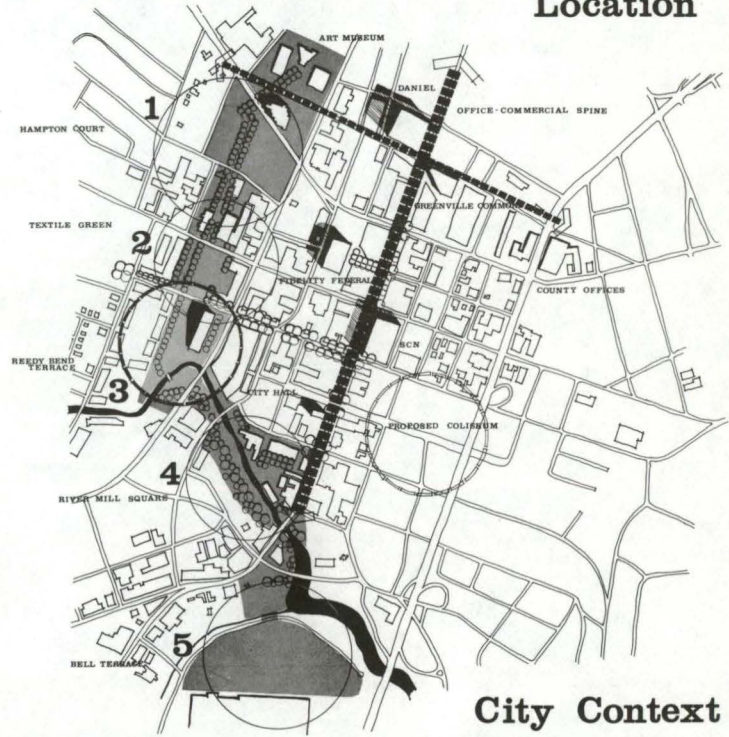 Location
ART MUSEUM
DANIEL
OFFICE-COMMERCIAL SPINE
1
HAMPTON COURT
GREENVILLE COMMONS
TEXTILE GREEN
2
FIDELITY FEDERAL
COUNTY OFFICES
SCN
REEDY BEND
TERRACE
3
CITY HALL
PROPOSED COLISEUM
4
RIVER MILL SQUARE
5
BELL TERRACE
City Context